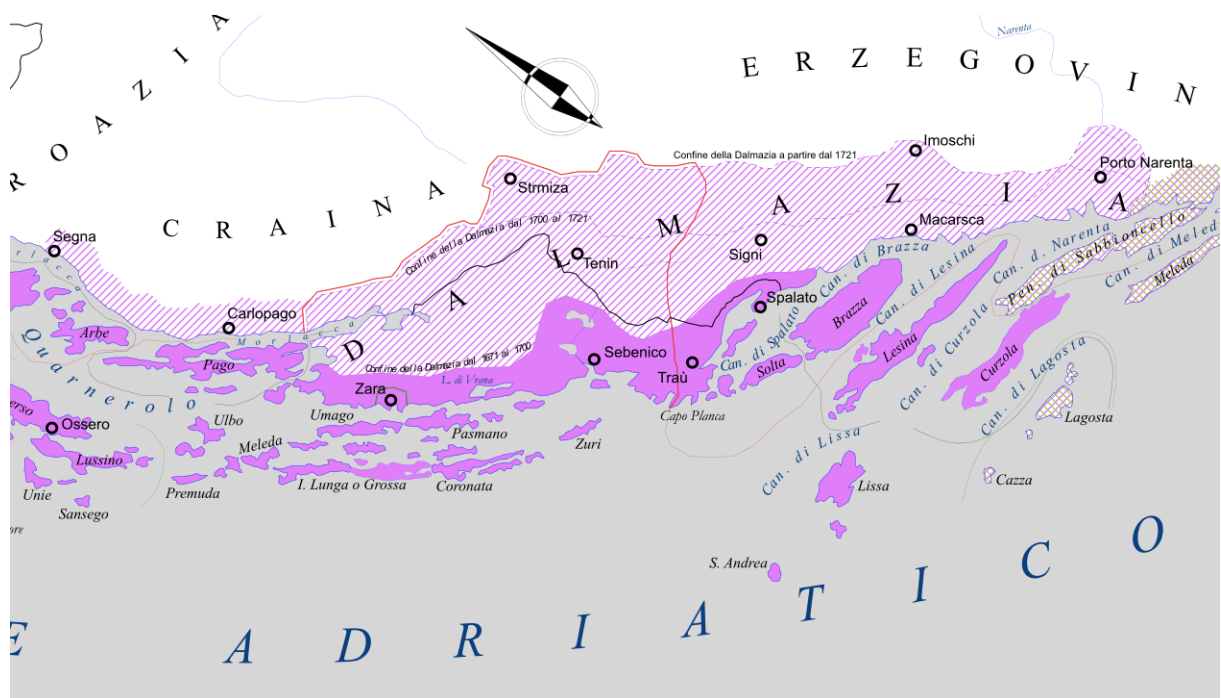 Narenta
ERZEGOVIN
ROAZIA
CRAINA
DALMAZIA
Imoschi
Confine della Dalmazia a partire dal 1721
Porto Narenta
Strmiza
Confine della Dalmazia dal 1700 al 1721
Segna
Macarsca
Signi
Tenin
Can. di Brazza
Can. di Lesina
Can. d. Narenta
Pen. di Sabbioncello
Can. di Meled
Meleda
Spalato
Brazza
Carlopago
Morlacca
Arbe
Pago
Quarnerolo
Confine della Dalmazia dal 1671 al 1700
L. di Vrana
Sebenico
Traù
Can. di Spalato
Solta
Lesina
Can. di Curzola
Curzola
Can. di Lagosta
Lagosta
Zara
Capo Planca
erso
Ossero
Ulbo
Umago
Pasmano
Zuri
Lussino
Meleda
Can. di Lissa
Unie
Premuda
I. Lunga o Grossa
Coronata
Lissa
Cazza
Sansego
ore
S. Andrea
E ADRIATICO